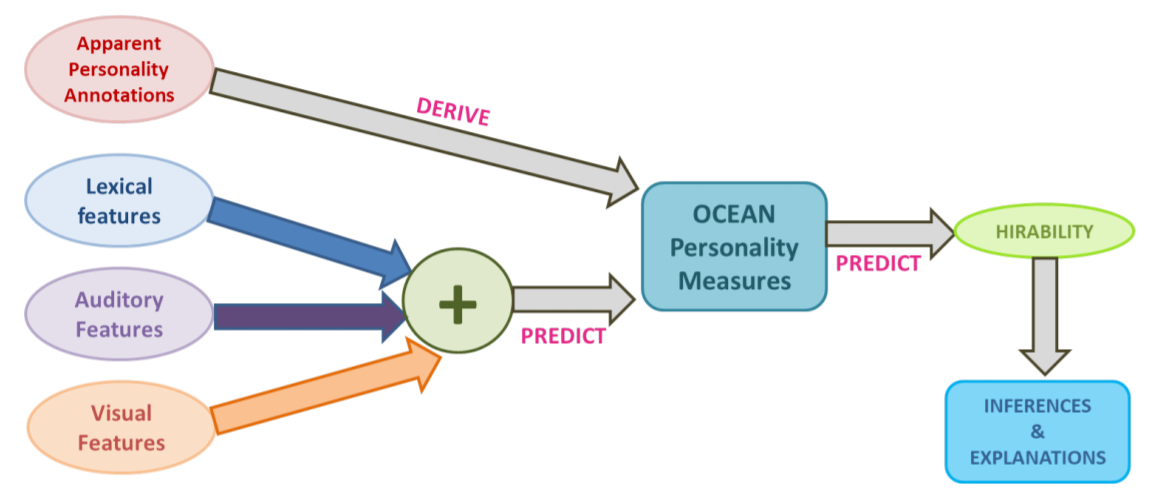 Apparent
Personality
Annotations
DERIVE
Lexical
features
Auditory
Features
Visual
Features
+
PREDICT
OCEAN
Personality
Measures
PREDICT
HIRABILITY
INFERENCES
&
EXPLANATIONS